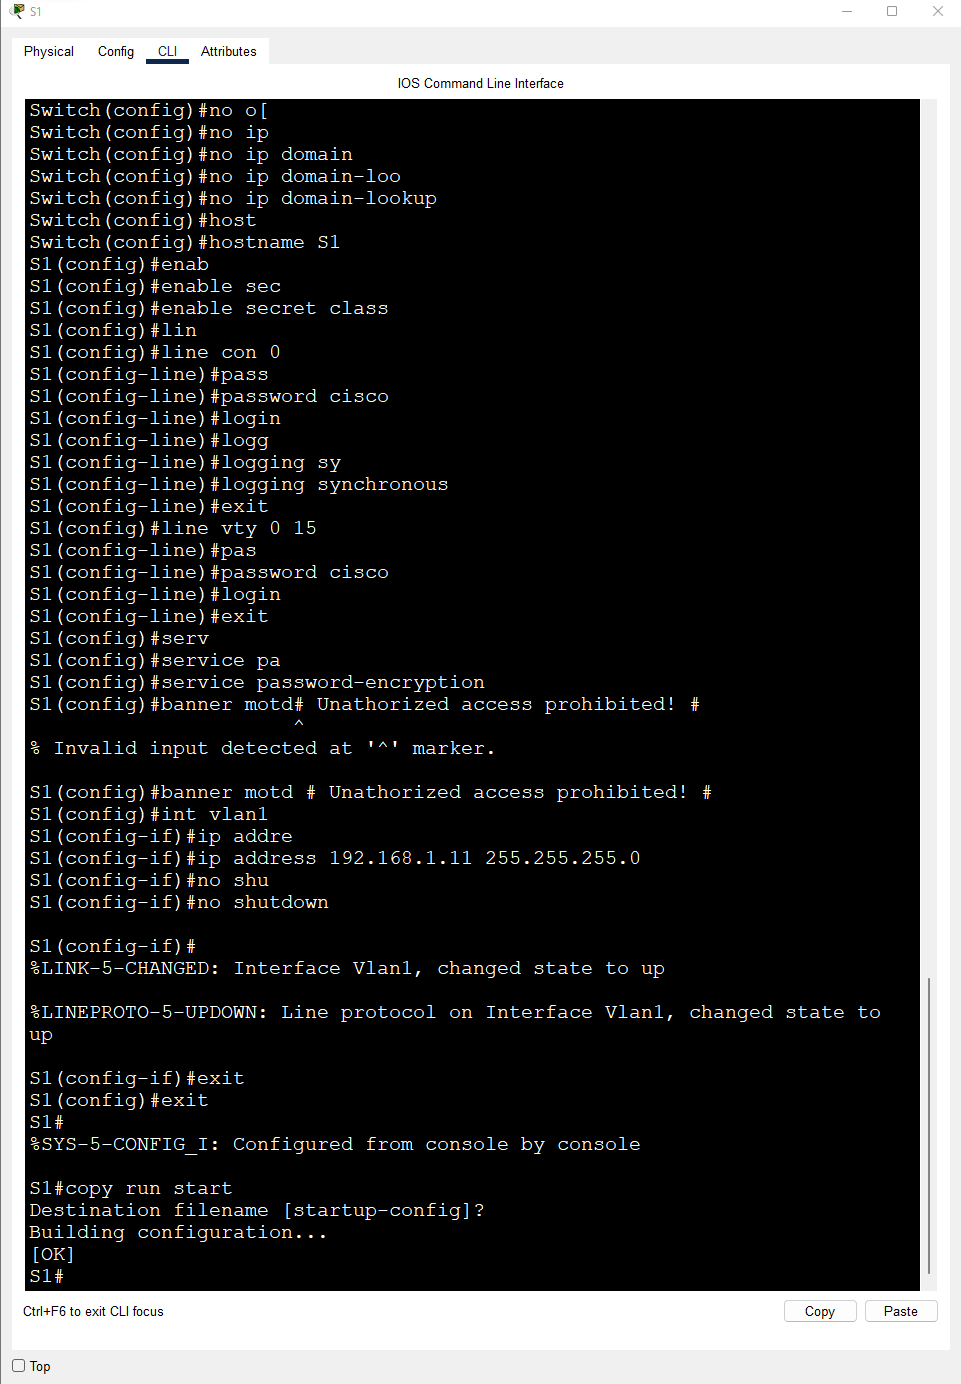 S1
Physical Config CLI Attributes
IOS Command Line Interface
Switch(config)#no o[
Switch(config)#no ip
Switch(config)#no ip domain
Switch(config)#no ip domain-loo
Switch(config)#no ip domain-lookup
Switch(config)#host
Switch(config)#hostname S1
S1(config)#enab
S1(config)#enable sec
S1(config)#enable secret class
S1(config)#lin
S1(config)#line con 0
S1(config-line)#pass
S1(config-line)#password cisco
S1(config-line)#login
S1(config-line)#logg
S1(config-line)#logging sy
S1(config-line)#logging synchronous
S1(config-line)#exit
S1(config)#line vty 0 15
S1(config-line)#pas
S1(config-line)#password cisco
S1(config-line)#login
S1(config-line)#exit
S1(config)#serv
S1(config)#service pa
S1(config)#service password-encryption
S1(config)#banner motd# Unathorized access prohibited! #
^
% Invalid input detected at '^' marker.
S1(config)#banner motd # Unathorized access prohibited! #
S1(config)#int vlan1
S1(config-if)#ip addre
S1(config-if)#ip address 192.168.1.11 255.255.255.0
S1(config-if)#no shu
S1(config-if)#no shutdown
S1(config-if)#
%LINK-5-CHANGED: Interface Vlan1, changed state to up
%LINEPROTO-5-UPDOWN: Line protocol on Interface Vlan1, changed state to
up
S1(config-if)#exit
S1(config)#exit
S1#
%SYS-5-CONFIG_I: Configured from console by console
S1#copy run start
Destination filename [startup-config]?
Building configuration...
[OK]
S1#
Ctrl+F6 to exit CLI focus Copy Paste
Top